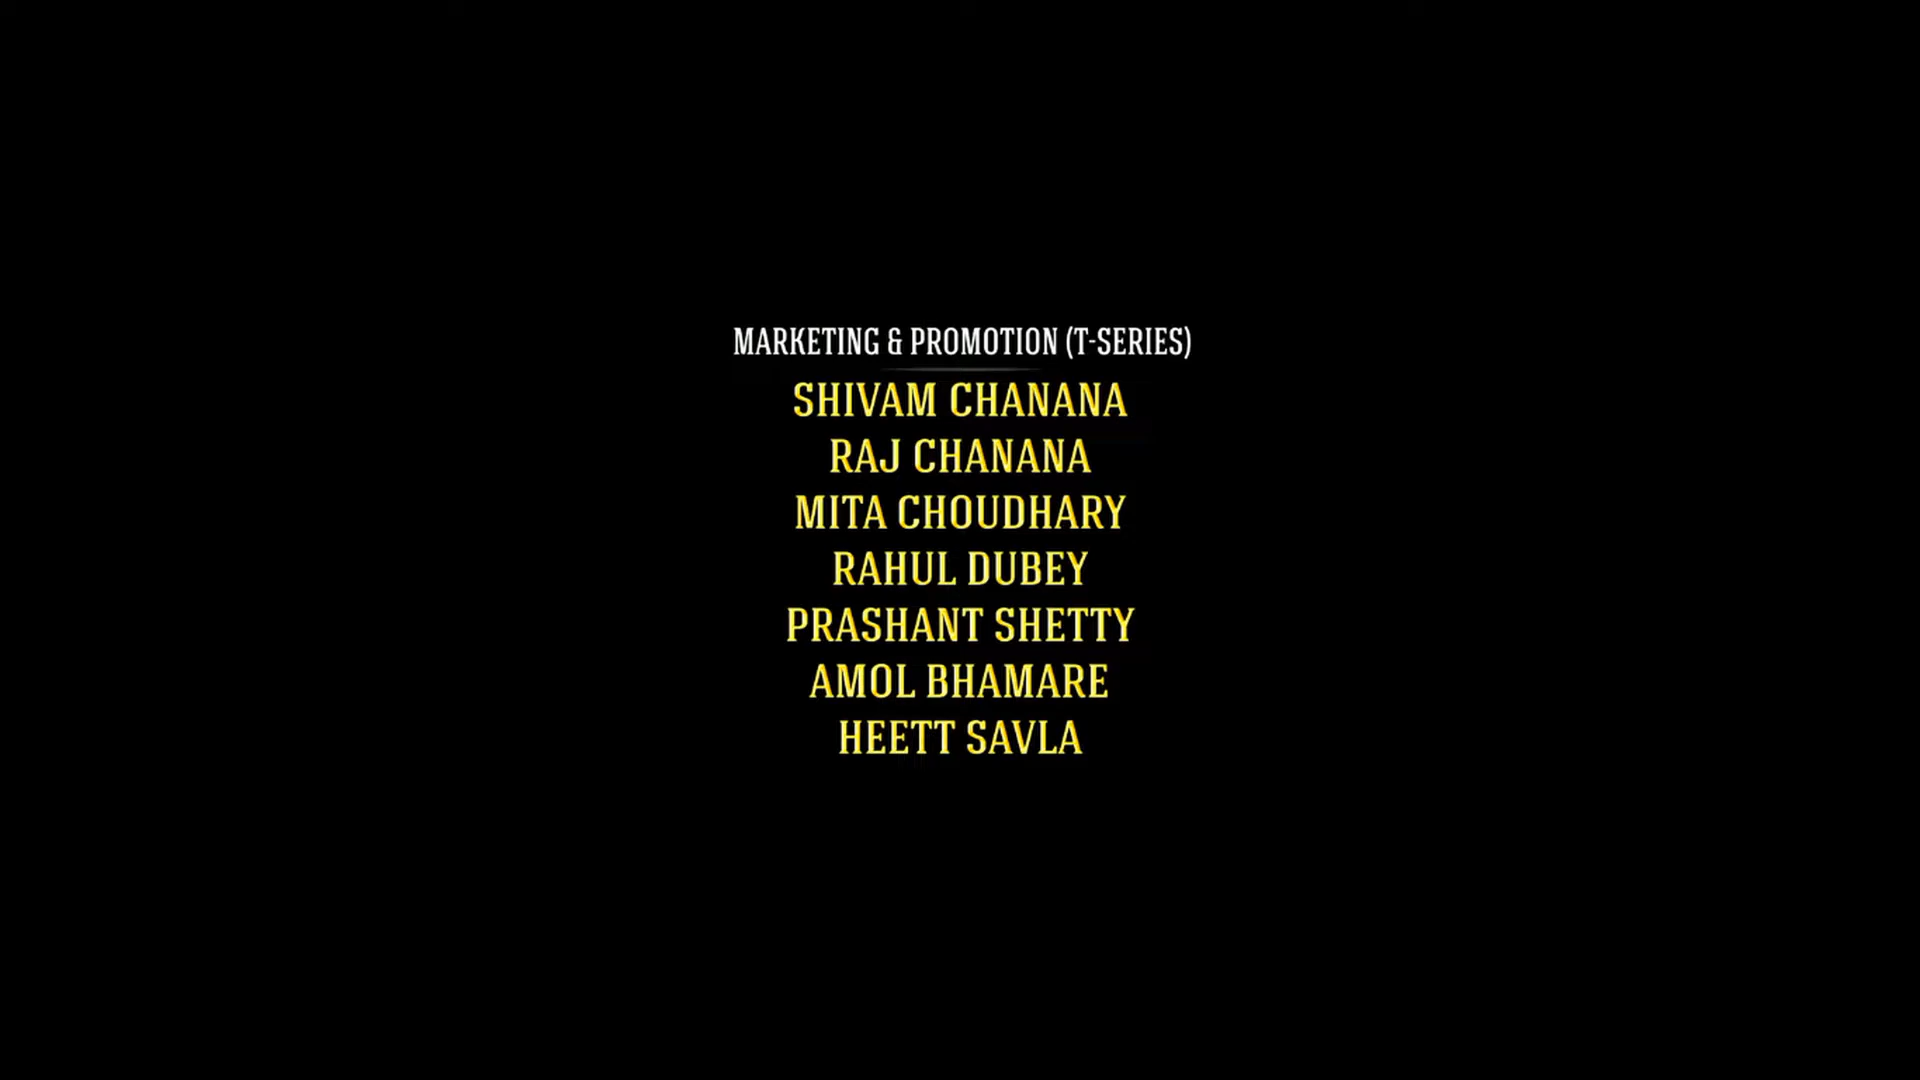 MARKETING & PROMOTION (T-SERIES)
SHIVAM CHANANA
RAJ CHANANA
MITA CHOUDHARY
RAHUL DUBEY
PRASHANT SHETTY
AMOL BHAMARE
HEETT SAVLA